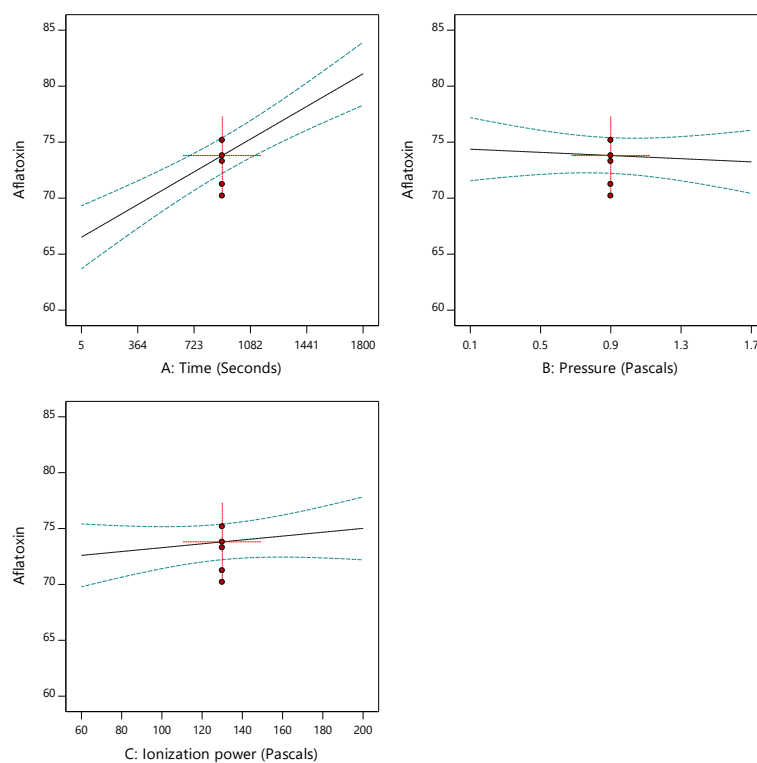 85
80
75
70
65
60
Aflatoxin
5 364 723 1082 1441 1800
A: Time (Seconds)
85
80
75
70
65
60
Aflatoxin
0.1 0.5 0.9 1.3 1.7
B: Pressure (Pascals)
85
80
75
70
65
60
Aflatoxin
60 80 100 120 140 160 180 200
C: Ionization power (Pascals)